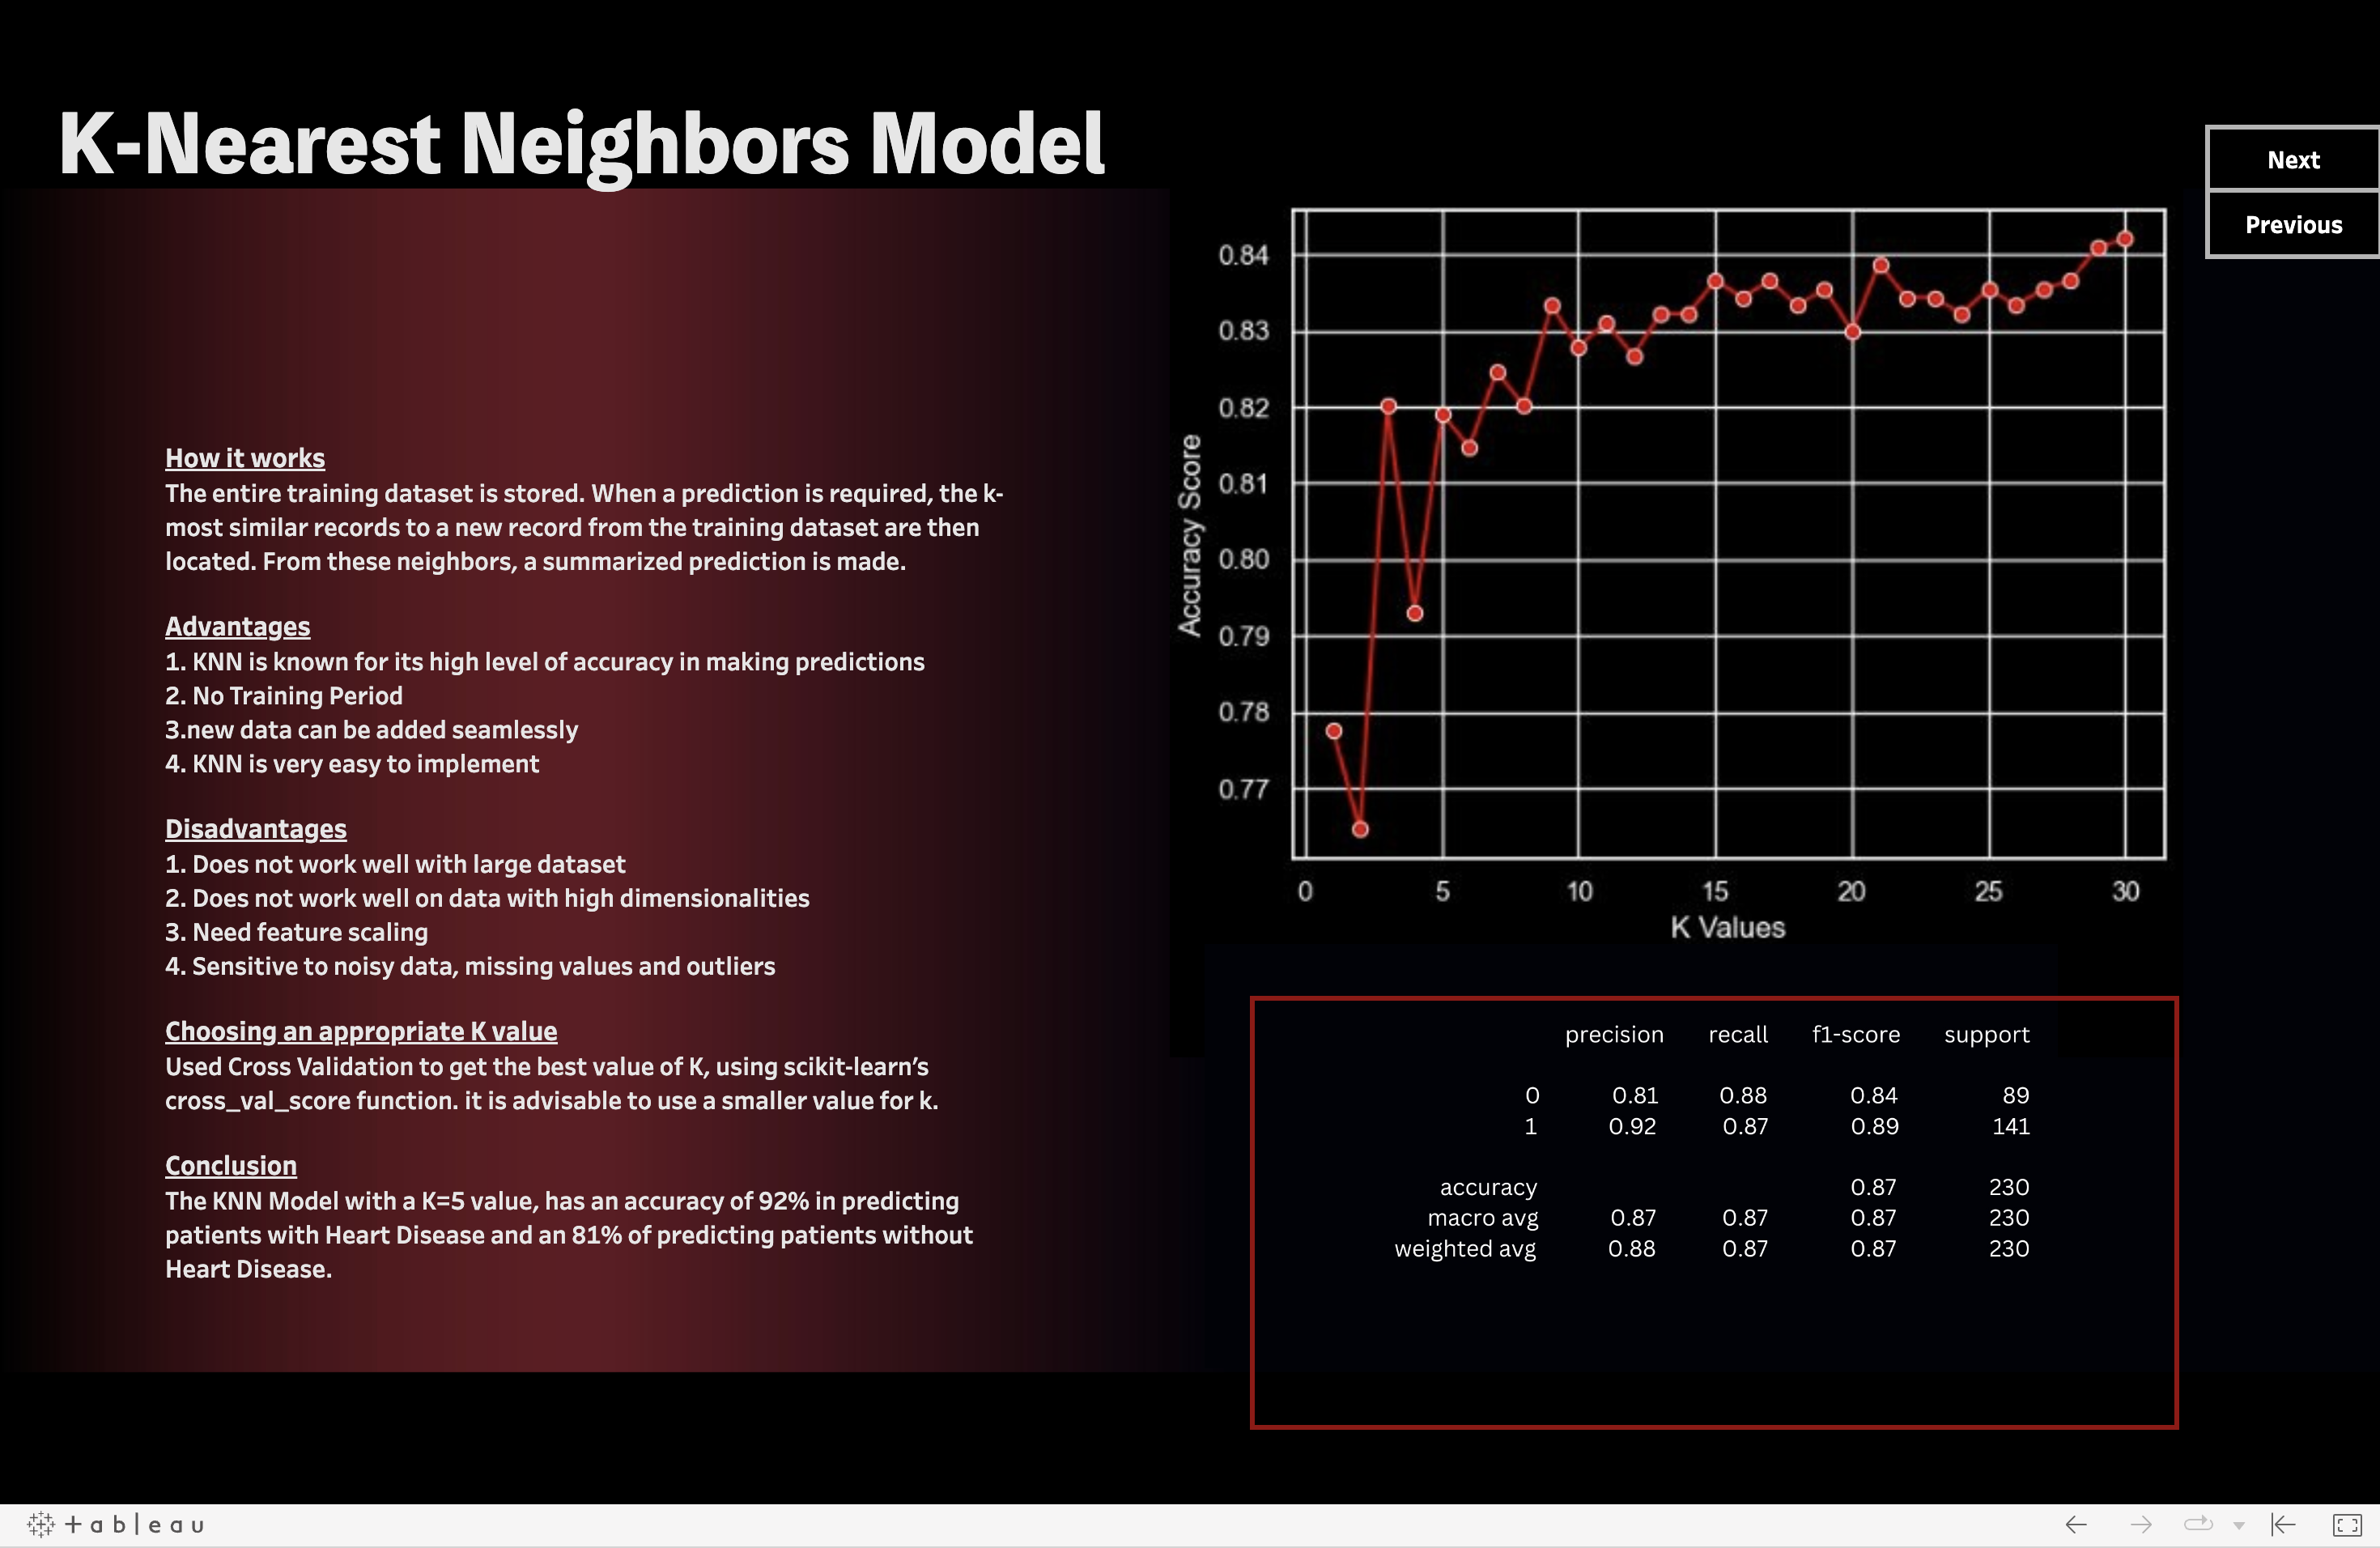 K-Nearest Neighbors Model
Next
Previous
How it works
The entire training dataset is stored. When a prediction is required, the k-
most similar records to a new record from the training dataset are then
located. From these neighbors, a summarized prediction is made.
Advantages
1. KNN is known for its high level of accuracy in making predictions
2. No Training Period
3.new data can be added seamlessly
4. KNN is very easy to implement
Disadvantages
1. Does not work well with large dataset
2. Does not work well on data with high dimensionalities
3. Need feature scaling
4. Sensitive to noisy data, missing values and outliers
Choosing an appropriate K value
Used Cross Validation to get the best value of K, using scikit-learn’s
cross_val_score function. it is advisable to use a smaller value for k.
Conclusion
The KNN Model with a K=5 value, has an accuracy of 92% in predicting
patients with Heart Disease and an 81% of predicting patients without
Heart Disease.
Accuracy Score
0.84
0.83
0.82
0.81
0.80
0.79
0.78
0.77
0 5 10 15 20 25 30
K Values
precision recall f1-score support
0 0.81 0.88 0.84 89
1 0.92 0.87 0.89 141
accuracy 0.87 230
macro avg 0.87 0.87 0.87 230
weighted avg 0.88 0.87 0.87 230
tableau